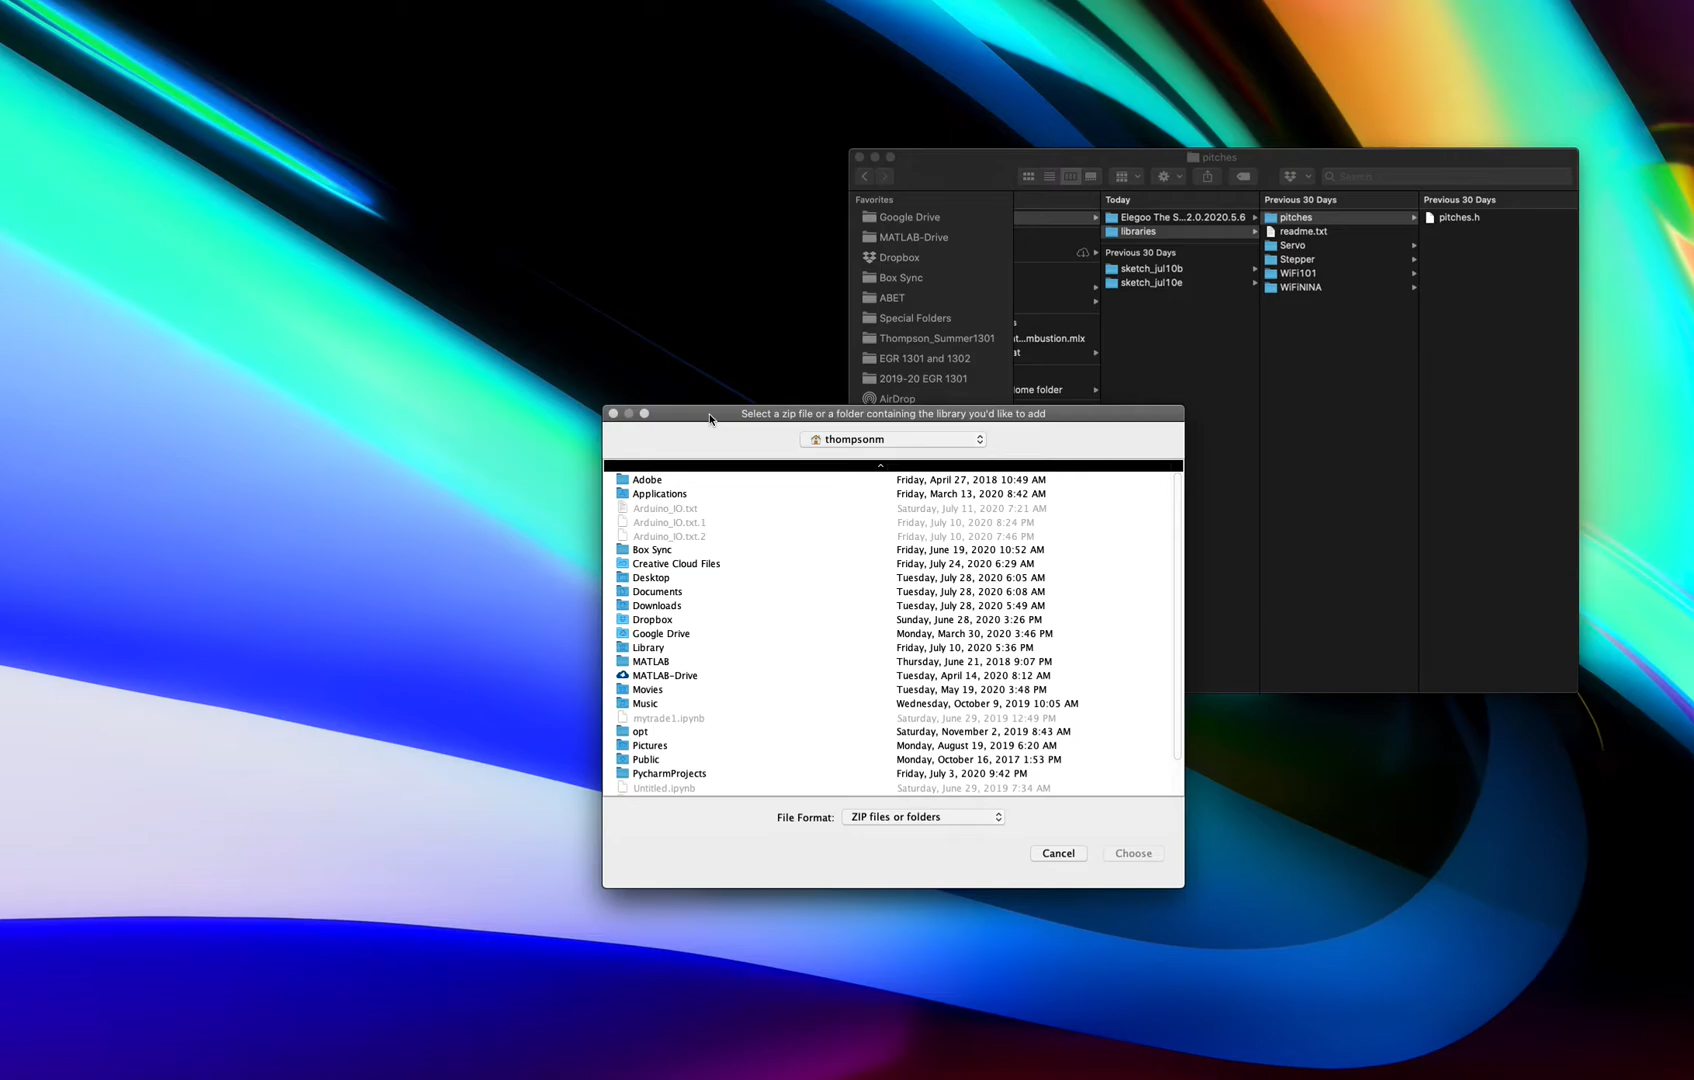 pitches
Search
Favorites
Google Drive
MATLAB-Drive
Dropbox
Box Sync
ABET
Special Folders
Thompson_Summer1301
EGR 1301 and 1302
2019-20 EGR 1301
AirDrop
s
t...mbustion.mlx
at
ome folder
Today
Elegoo The S...2.0.2020.5.6
libraries
Previous 30 Days
sketch_jul10b
sketch_jul10e
Previous 30 Days
pitches
readme.txt
Servo
Stepper
WiFi101
WiFiNINA
Previous 30 Days
pitches.h
Select a zip file or a folder containing the library you'd like to add
thompsonm
Adobe Friday, April 27, 2018 10:49 AM
Applications Friday, March 13, 2020 8:42 AM
Arduino_IO.txt Saturday, July 11, 2020 7:21 AM
Arduino_IO.txt.1 Friday, July 10, 2020 8:24 PM
Arduino_IO.txt.2 Friday, July 10, 2020 7:46 PM
Box Sync Friday, June 19, 2020 10:52 AM
Creative Cloud Files Friday, July 24, 2020 6:29 AM
Desktop Tuesday, July 28, 2020 6:05 AM
Documents Tuesday, July 28, 2020 6:08 AM
Downloads Tuesday, July 28, 2020 5:49 AM
Dropbox Sunday, June 28, 2020 3:26 PM
Google Drive Monday, March 30, 2020 3:46 PM
Library Friday, July 10, 2020 5:36 PM
MATLAB Thursday, June 21, 2018 9:07 PM
MATLAB-Drive Tuesday, April 14, 2020 8:12 AM
Movies Tuesday, May 19, 2020 3:48 PM
Music Wednesday, October 9, 2019 10:05 AM
mytrade1.ipynb Saturday, June 29, 2019 12:49 PM
opt Saturday, November 2, 2019 8:43 AM
Pictures Monday, August 19, 2019 6:20 AM
Public Monday, October 16, 2017 1:53 PM
PycharmProjects Friday, July 3, 2020 9:42 PM
Untitled.ipynb Saturday, June 29, 2019 7:34 AM
File Format: ZIP files or folders
Cancel Choose